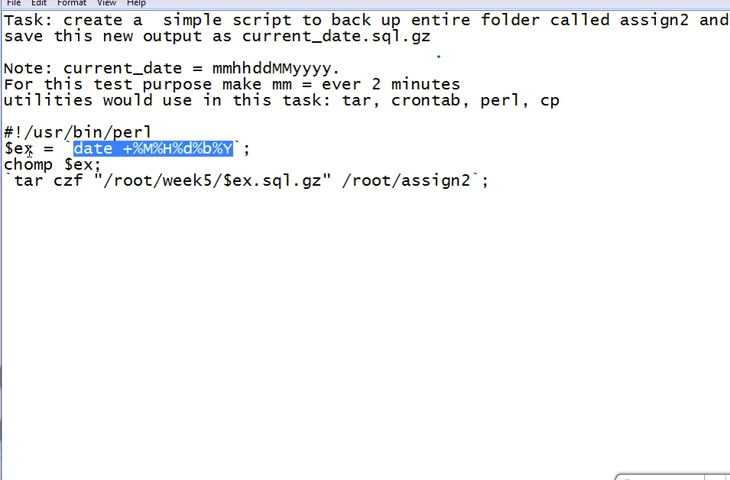 File Edit Format View Help
Task: create a  simple script to back up entire folder called assign2 and
save this new output as current_date.sql.gz
Note: current_date = mmhhddMMyyyy.
For this test purpose make mm = ever 2 minutes
utilities would use in this task: tar, crontab, perl, cp
#!/usr/bin/perl
$ex = `date +%M%H%d%b%Y`;
chomp $ex;
`tar czf "/root/week5/$ex.sql.gz" /root/assign2`;